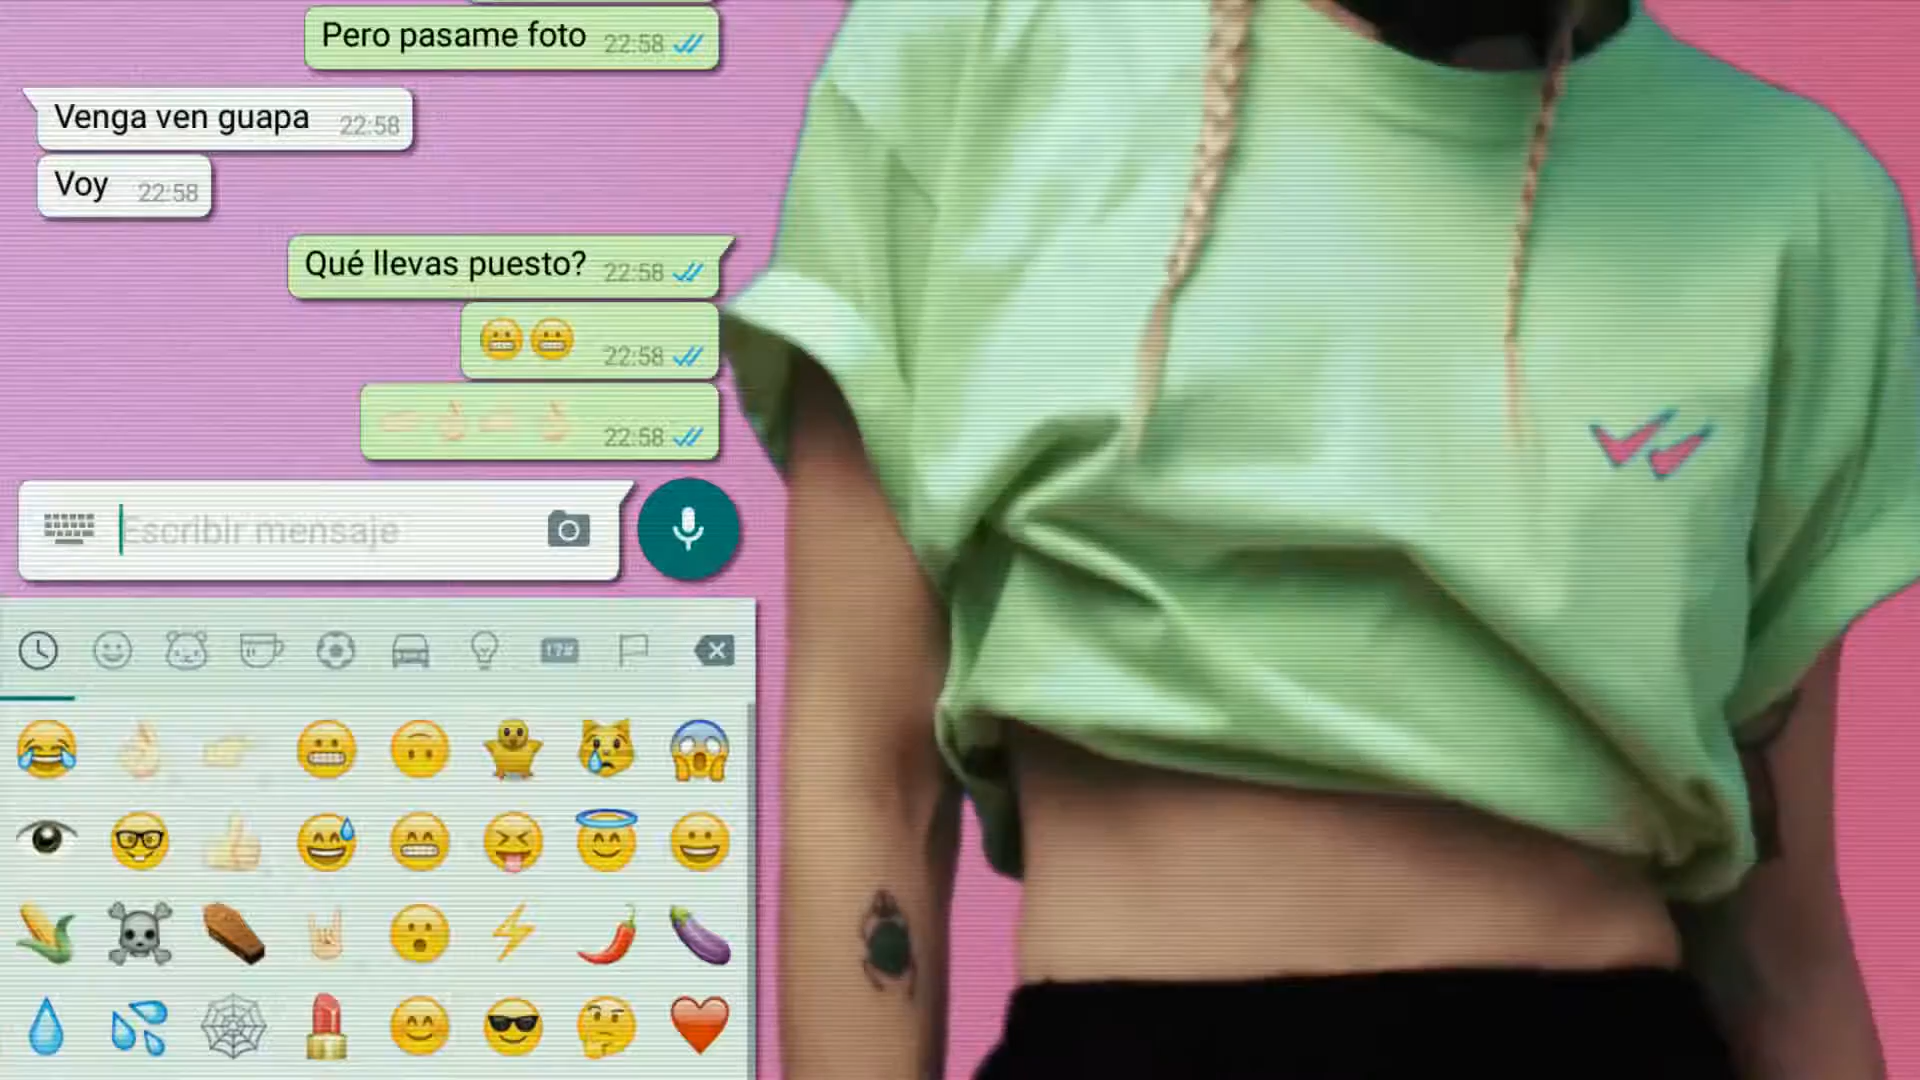 Pero pasame foto 22:58
Venga ven guapa 22:58
Voy 22:58
Qué llevas puesto? 22:58
22:58
22:58
Escribir mensaje
!?#